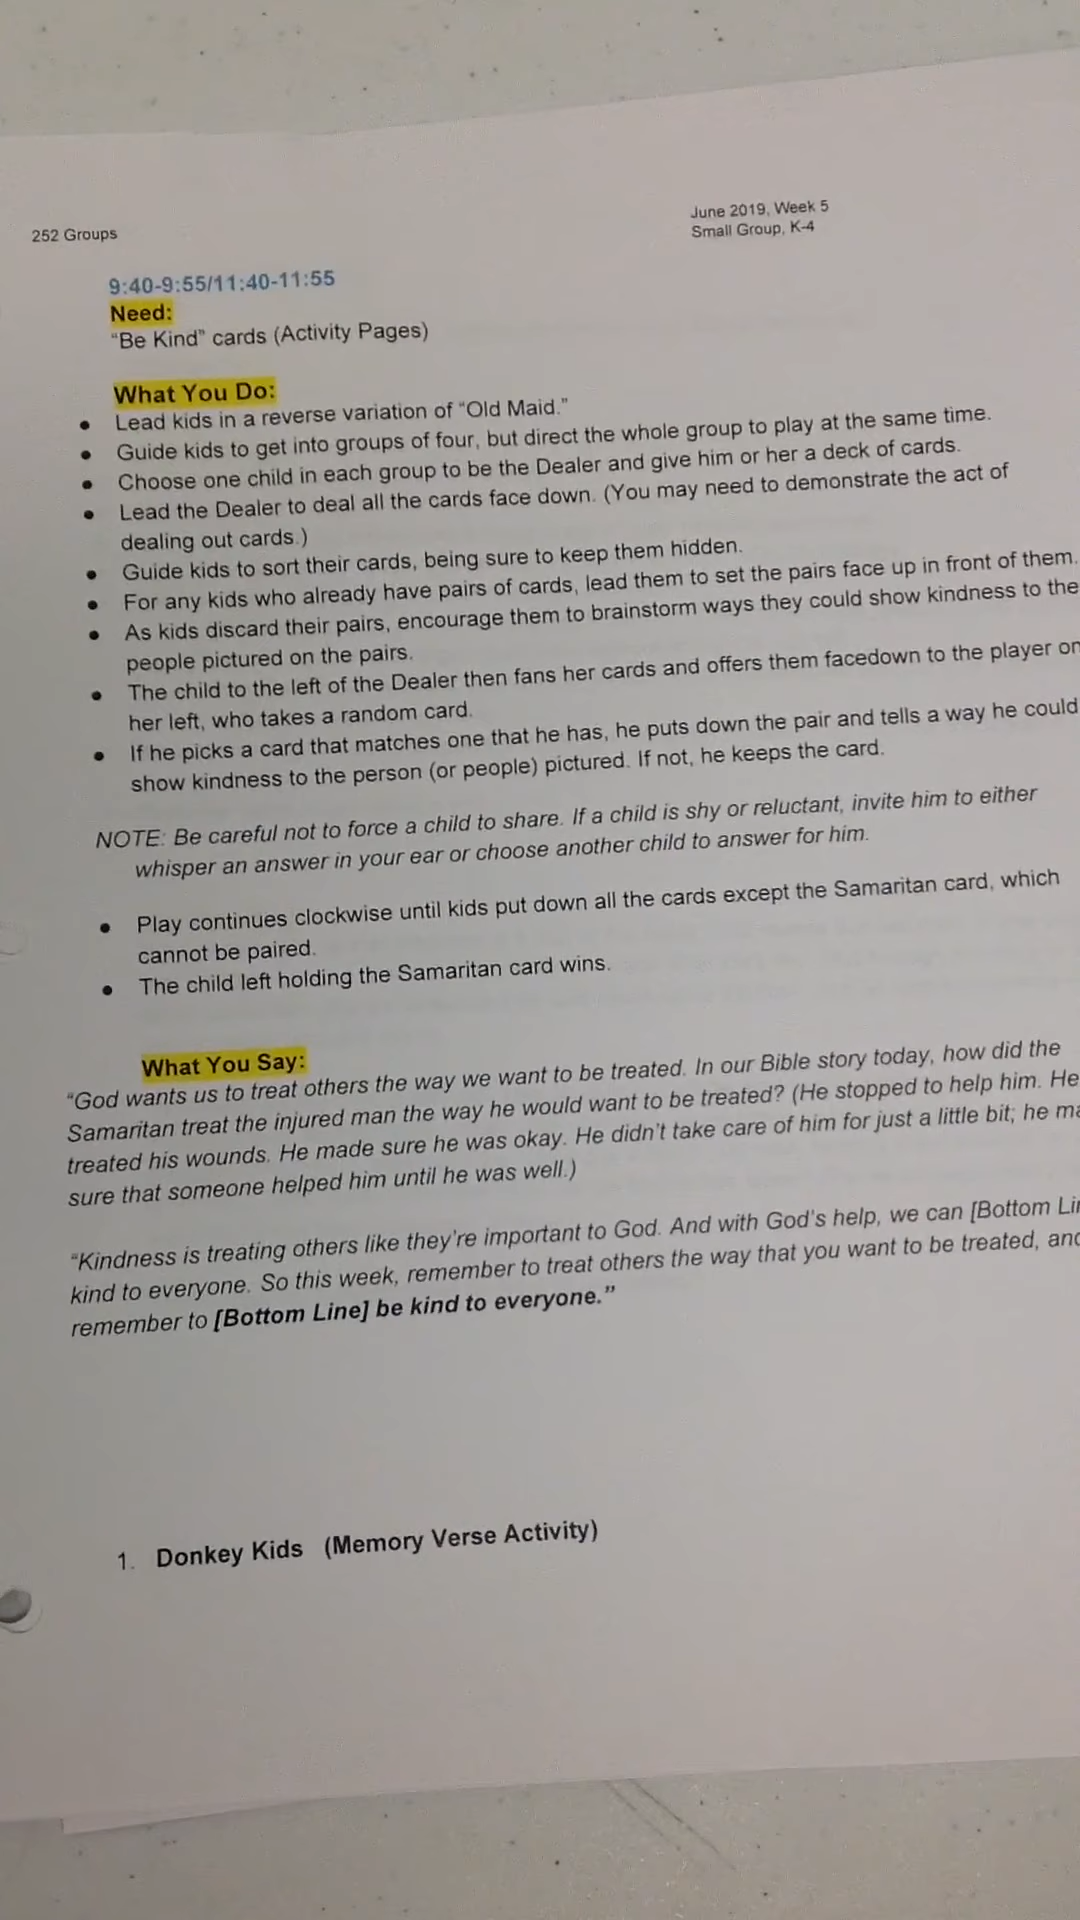 252 Groups
June 2019, Week 5
Small Group, K-4
9:40-9:55/11:40-11:55
Need:
“Be Kind” cards (Activity Pages)
What You Do:
• Lead kids in a reverse variation of “Old Maid.”
• Guide kids to get into groups of four, but direct the whole group to play at the same time.
• Choose one child in each group to be the Dealer and give him or her a deck of cards.
• Lead the Dealer to deal all the cards face down. (You may need to demonstrate the act of
dealing out cards.)
• Guide kids to sort their cards, being sure to keep them hidden.
• For any kids who already have pairs of cards, lead them to set the pairs face up in front of them.
• As kids discard their pairs, encourage them to brainstorm ways they could show kindness to the
people pictured on the pairs.
• The child to the left of the Dealer then fans her cards and offers them facedown to the player on
her left, who takes a random card.
• If he picks a card that matches one that he has, he puts down the pair and tells a way he could
show kindness to the person (or people) pictured. If not, he keeps the card.
NOTE: Be careful not to force a child to share. If a child is shy or reluctant, invite him to either
whisper an answer in your ear or choose another child to answer for him.
• Play continues clockwise until kids put down all the cards except the Samaritan card, which
cannot be paired.
• The child left holding the Samaritan card wins.
What You Say:
“God wants us to treat others the way we want to be treated. In our Bible story today, how did the
Samaritan treat the injured man the way he would want to be treated? (He stopped to help him. He
treated his wounds. He made sure he was okay. He didn’t take care of him for just a little bit; he
sure that someone helped him until he was well.)
“Kindness is treating others like they’re important to God. And with God’s help, we can [Bottom
kind to everyone. So this week, remember to treat others the way that you want to be treated, and
remember to [Bottom Line] be kind to everyone.”
1. Donkey Kids (Memory Verse Activity)